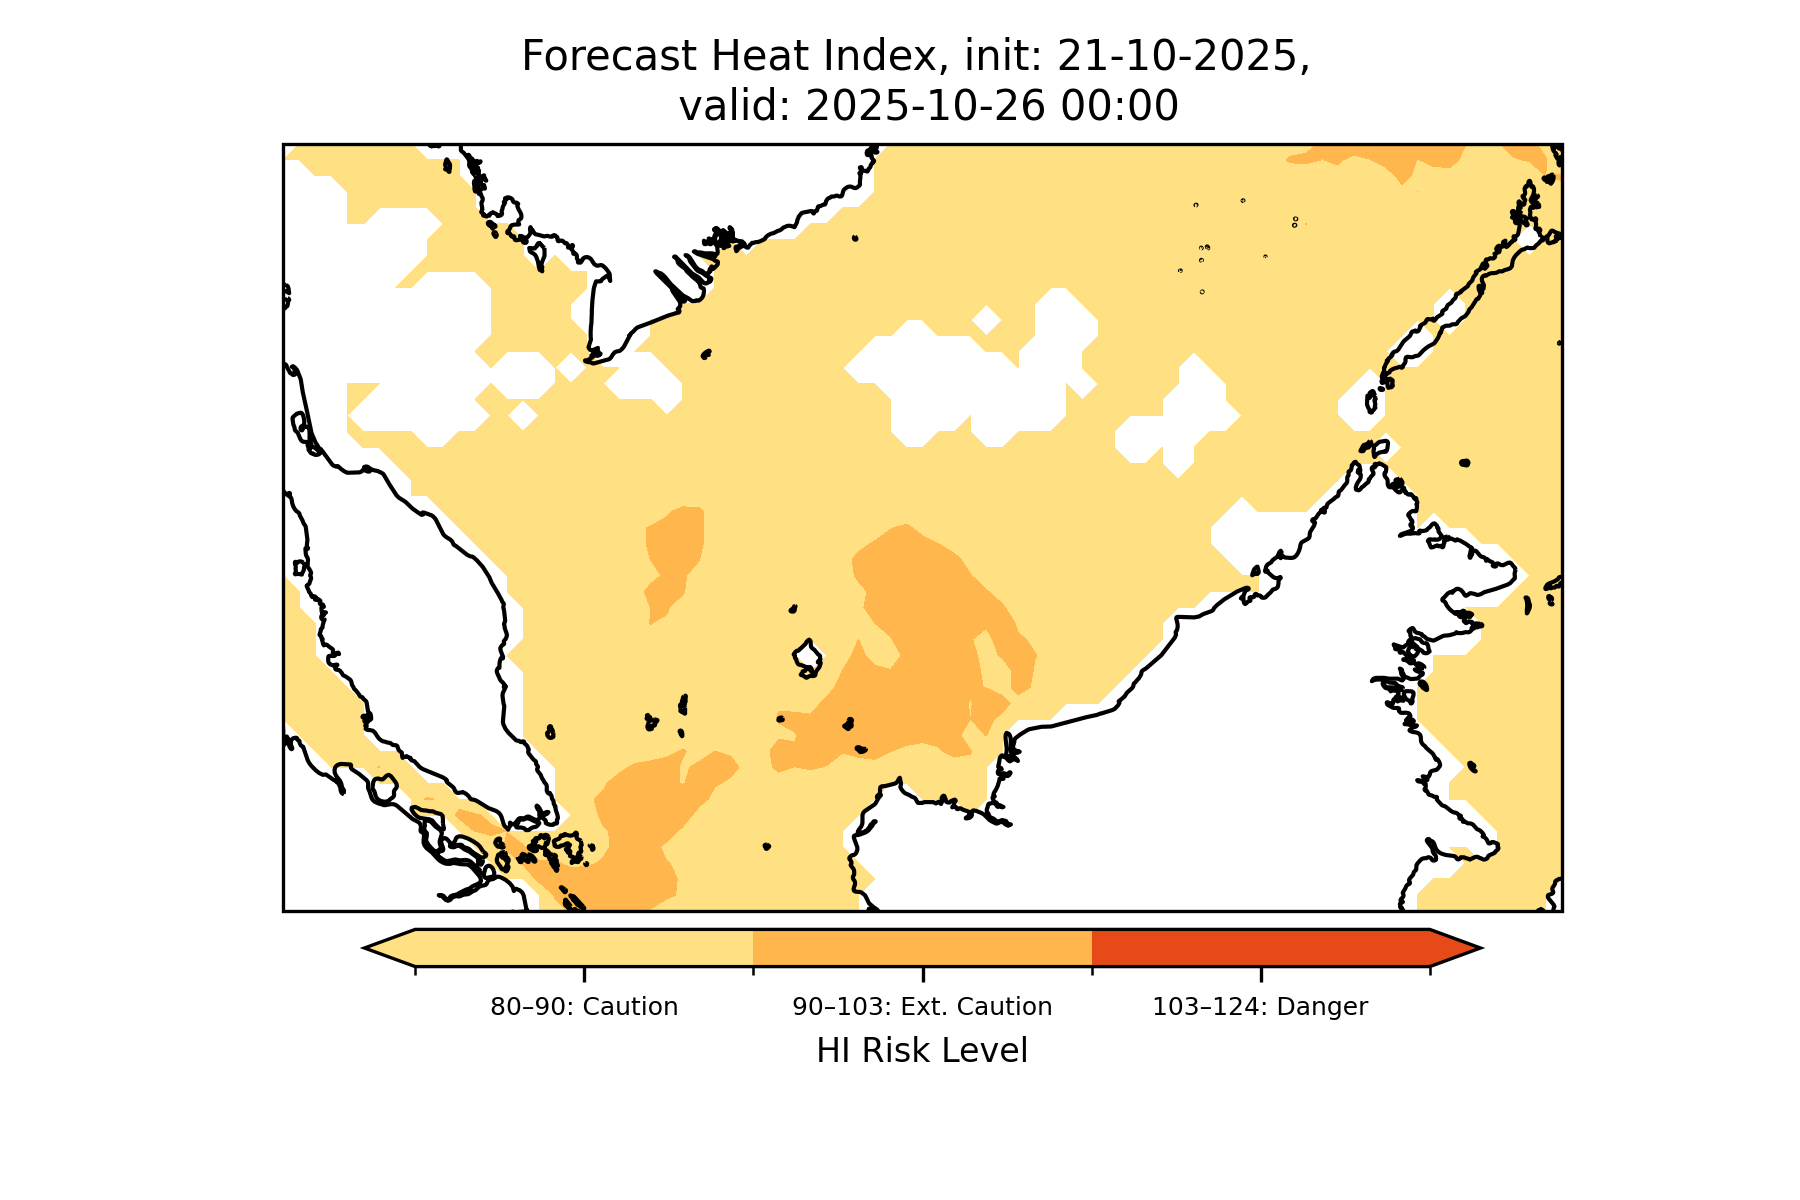 Forecast Heat Index, init: 21-10-2025,
valid: 2025-10-26 00:00
80–90: Caution
90–103: Ext. Caution
103–124: Danger
HI Risk Level